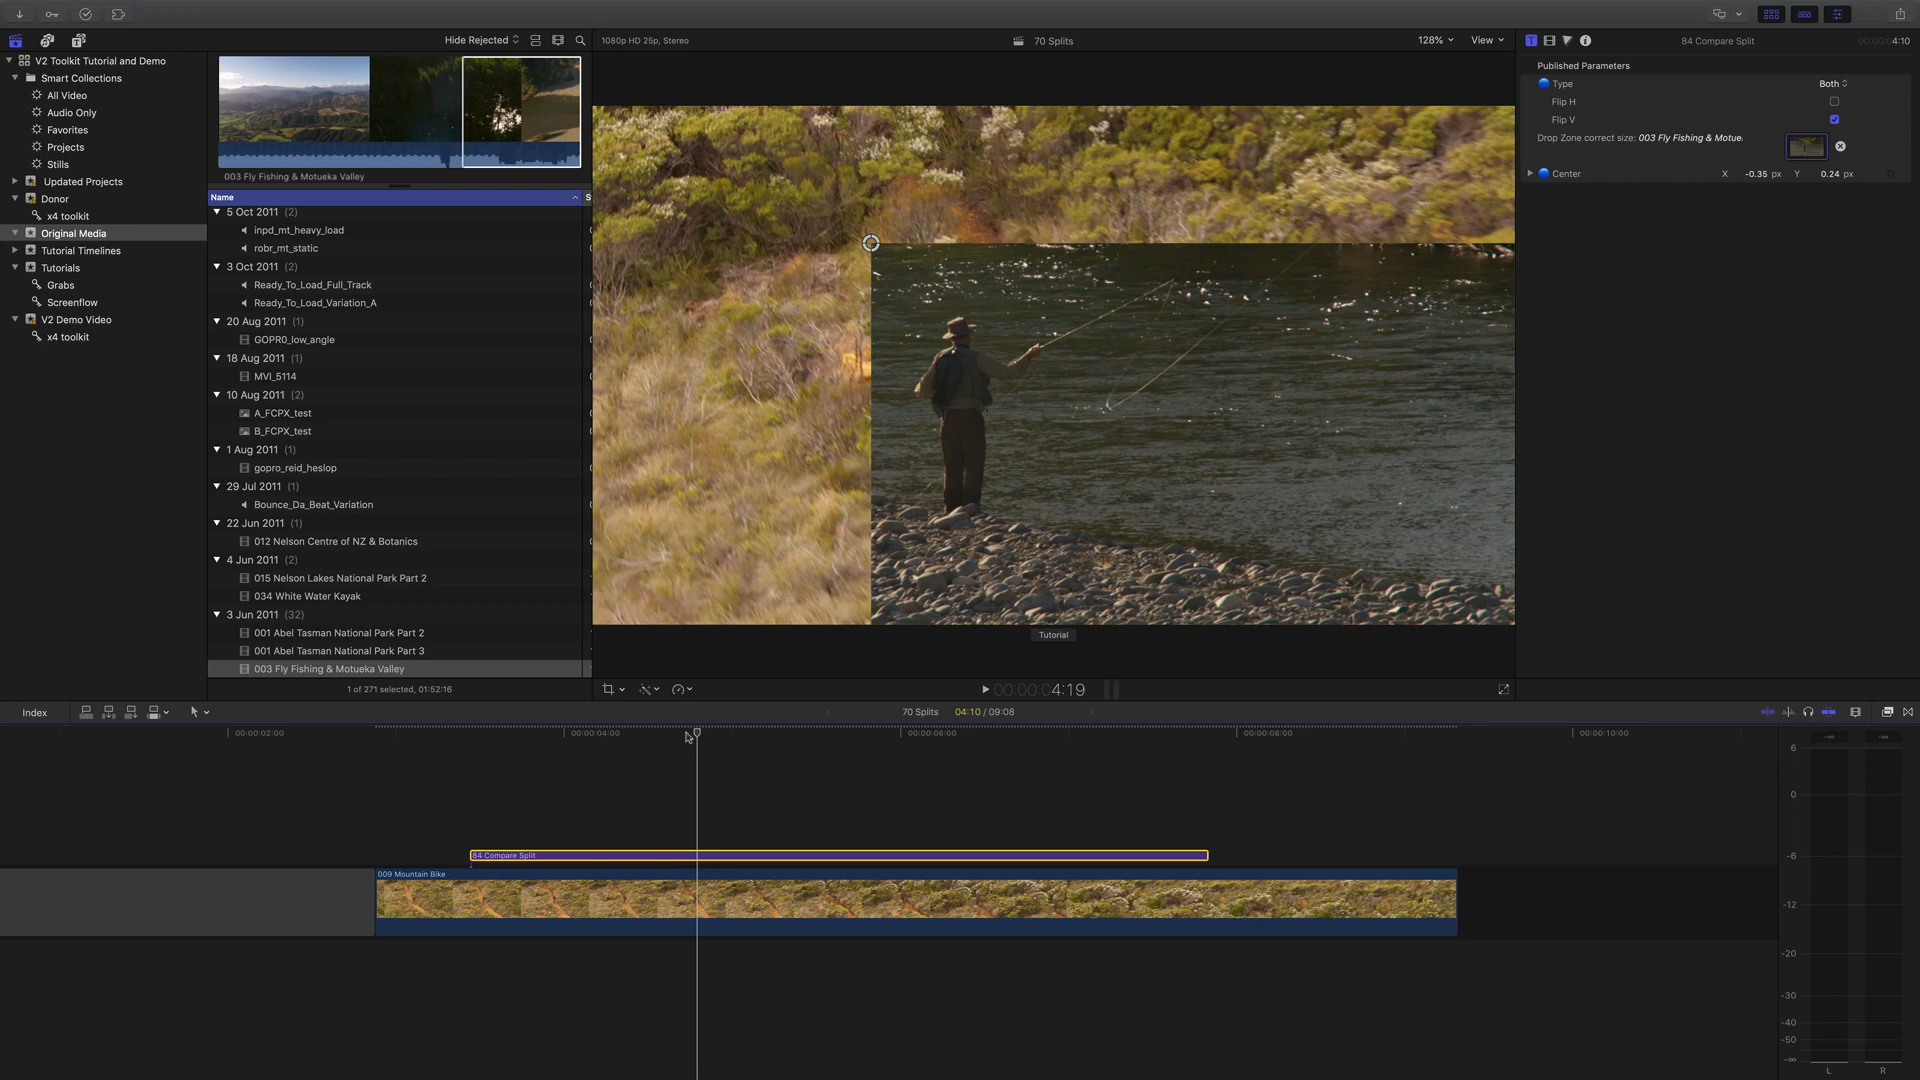 Hide Rejected
1080p HD 25p, Stereo
70 Splits
128%
View
84 Compare Split
00:00:04:10
V2 Toolkit Tutorial and Demo
Smart Collections
All Video
Audio Only
Favorites
Projects
Stills
Updated Projects
Donor
x4 toolkit
Original Media
Tutorial Timelines
Tutorials
Grabs
Screenflow
V2 Demo Video
x4 toolkit
003 Fly Fishing & Motueka Valley
Name
5 Oct 2011 (2)
inpd_mt_heavy_load
robr_mt_static
3 Oct 2011 (2)
Ready_To_Load_Full_Track
Ready_To_Load_Variation_A
20 Aug 2011 (1)
GOPR0_low_angle
18 Aug 2011 (1)
MVI_5114
10 Aug 2011 (2)
A_FCPX_test
B_FCPX_test
1 Aug 2011 (1)
gopro_reid_heslop
29 Jul 2011 (1)
Bounce_Da_Beat_Variation
22 Jun 2011 (1)
012 Nelson Centre of NZ & Botanics
4 Jun 2011 (2)
015 Nelson Lakes National Park Part 2
034 White Water Kayak
3 Jun 2011 (32)
001 Abel Tasman National Park Part 2
001 Abel Tasman National Park Part 3
003 Fly Fishing & Motueka Valley
1 of 271 selected, 01:52:16
Tutorial
00:00:04:19
Published Parameters
Type Both
Flip H
Flip V
Drop Zone correct size: 003 Fly Fishing & Motue
Center X -0.35 px Y 0.24 px
Index
70 Splits 04:10 / 09:08
00:00:02:00
00:00:04:00
00:00:06:00
00:00:08:00
00:00:10:00
84 Compare Split
009 Mountain Bike
-∞ -∞
6
0
-6
-12
-20
-30
-40
-50
-∞
L R